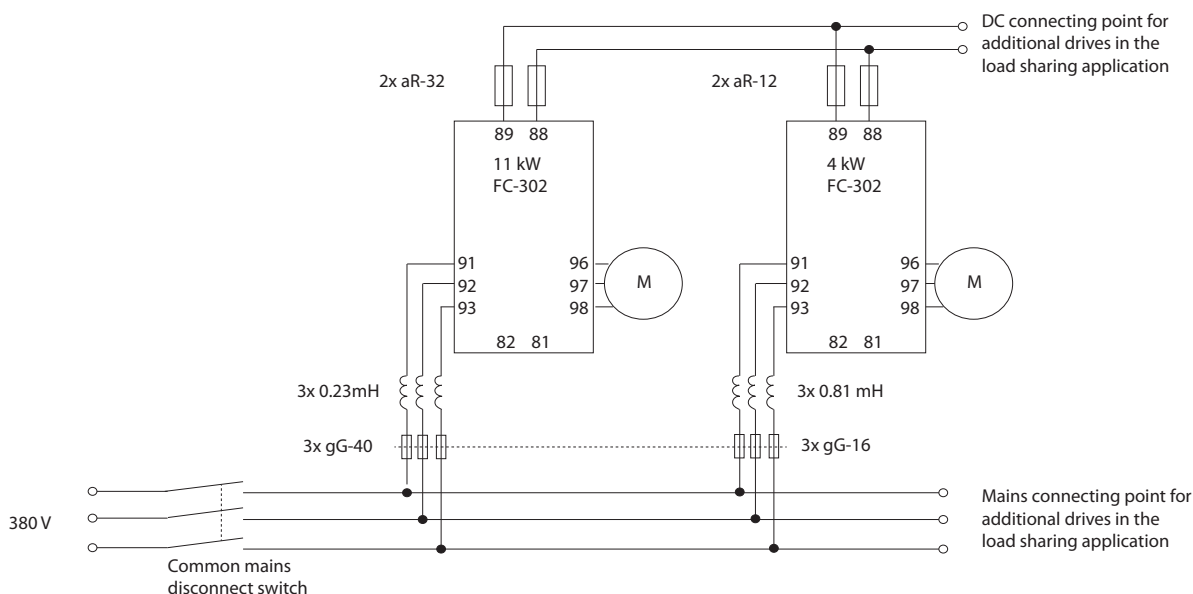 DC connecting point for
additional drives in the
load sharing application
2x aR-32
2x aR-12
89 88
89 88
11 kW
FC-302
4 kW
FC-302
91
92
93
96
97
98
M
91
92
93
96
97
98
M
82 81
82 81
3x 0.23mH
3x 0.81 mH
3x gG-40
3x gG-16
380 V
Mains connecting point for
additional drives in the
load sharing application
Common mains
disconnect switch